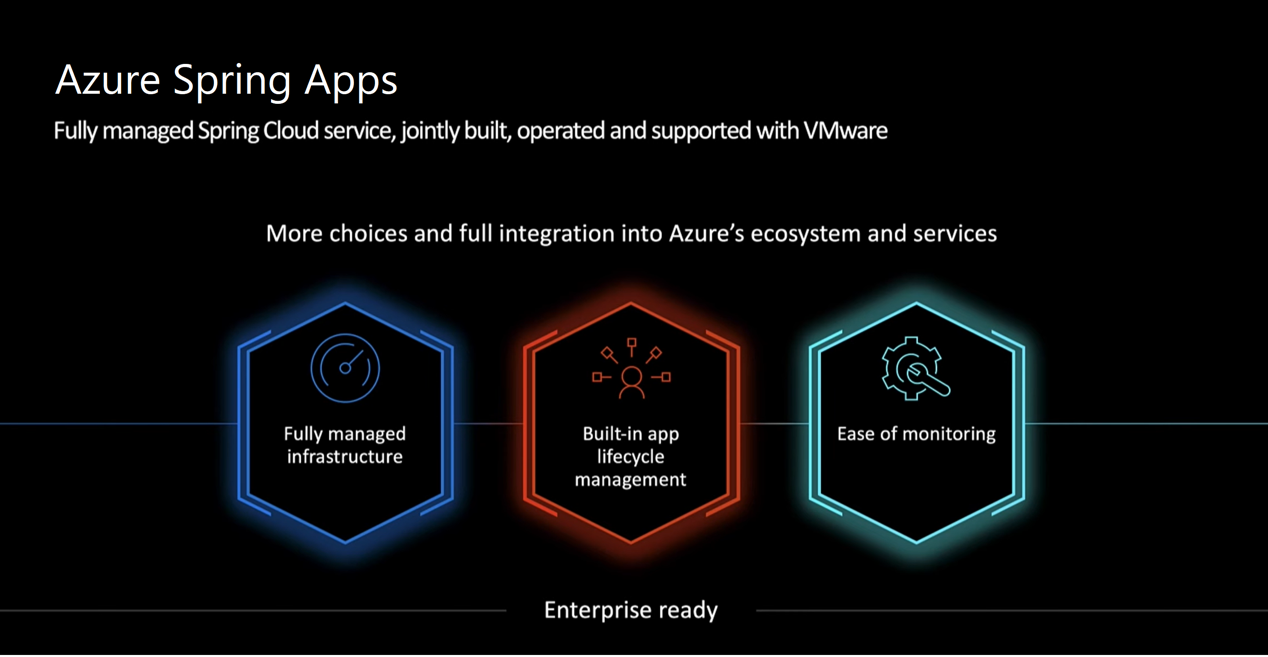 Azure Spring Apps
Fully managed Spring Cloud service, jointly built, operated and supported with VMware
More choices and full integration into Azure’s ecosystem and services
Fully managed
infrastructure
Built-in app
lifecycle
management
Ease of monitoring
Enterprise ready